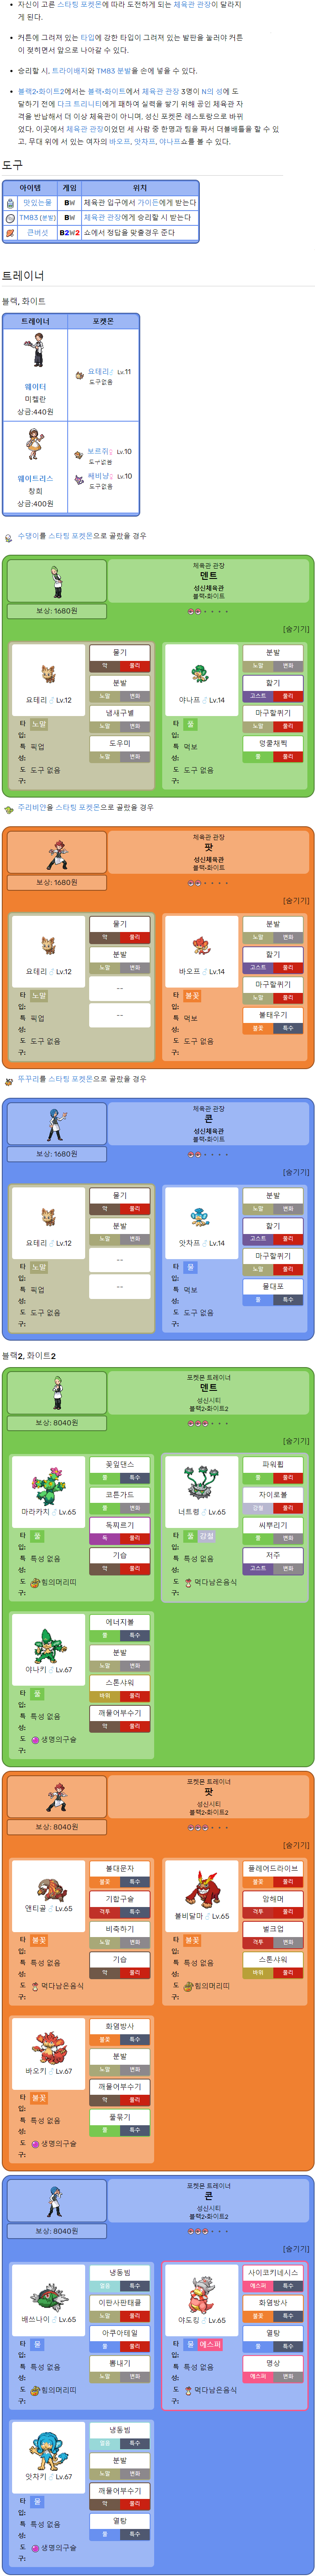 자신이 고른 스타팅 포켓몬에 따라 도전하게 되는 체육관 관장이 달라지
게 된다.
커튼에 그려져 있는 타입에 강한 타입이 그려져 있는 발판을 눌러야 커튼
이 젖혀면서 앞으로 나아갈 수 있다.
승리할 시, 트라이배지와 TM83 분발을 손에 넣을 수 있다.
블랙2·화이트2에서는 블랙·화이트에서 체육관 관장 3명이 N의 성에 도
달하기 전에 다크 트리니티에게 패하여 실력을 쌓기 위해 공인 체육관 자
격을 반납해서 더 이상 체육관이 아니며, 성신 포켓몬 레스토랑으로 바뀌
었다. 이곳에서 체육관 관장이였던 세 사람 중 한명과 팀을 짜서 더블배틀을 할 수 있
고, 무대 위에 서 있는 여자의 바오프, 앗차프, 야나프쇼를 볼 수 있다.
도구
아이템 게임 위치
맛있는물 BW 체육관 입구에서 가이든에게 받는다
TM83 (분발) BW 체육관 관장에게 승리할 시 받는다
큰버섯 B2W2 쇼에서 정답을 맞출경우 준다
트레이너
블랙, 화이트
트레이너 포켓몬
웨이터
미켈란
상금:440원
요테리♂ Lv.11
도구없음
웨이트리스
창희
상금:400원
보르쥐♀ Lv.10
도구없음
쌔비냥♀ Lv.10
도구없음
수댕이를 스타팅 포켓몬으로 골랐을 경우
체육관 관장
덴트
성신체육관
블랙·화이트
보상: 1680원
[숨기기]
요테리♂Lv.12
타입: 노말
특성: 픽업
도구: 도구 없음
물기
악 물리
분발
노말 변화
냄새구별
노말 변화
도우미
노말 변화
야나프♂Lv.14
타입: 풀
특성: 먹보
도구: 도구 없음
분발
노말 변화
핥기
고스트 물리
마구할퀴기
노말 물리
덩쿨채찍
풀 물리
주리비얀을 스타팅 포켓몬으로 골랐을 경우
체육관 관장
팟
성신체육관
블랙·화이트
보상: 1680원
[숨기기]
요테리♂Lv.12
타입: 노말
특성: 픽업
도구: 도구 없음
물기
악 물리
분발
노말 변화
--
--
바오프♂Lv.14
타입: 불꽃
특성: 먹보
도구: 도구 없음
분발
노말 변화
핥기
고스트 물리
마구할퀴기
노말 물리
불태우기
불꽃 특수
뚜꾸리를 스타팅 포켓몬으로 골랐을 경우
체육관 관장
콘
성신체육관
블랙·화이트
보상: 1680원
[숨기기]
요테리♂Lv.12
타입: 노말
특성: 픽업
도구: 도구 없음
물기
악 물리
분발
노말 변화
--
--
앗차프♂Lv.14
타입: 물
특성: 먹보
도구: 도구 없음
분발
노말 변화
핥기
고스트 물리
마구할퀴기
노말 물리
물대포
물 특수
블랙2, 화이트2
포켓몬 트레이너
덴트
성신시티
블랙2·화이트2
보상: 8040원
[숨기기]
마라카치♂Lv.65
타입: 풀
특성: 특성 없음
도구: 힘의머리띠
꽃잎댄스
풀 특수
코튼가드
풀 변화
독찌르기
독 물리
기습
악 물리
너트령♂Lv.65
타입: 풀 강철
특성: 특성 없음
도구: 먹다남은음식
파워휩
풀 물리
자이로볼
강철 물리
씨뿌리기
풀 변화
저주
고스트 변화
야나키♂Lv.67
타입: 풀
특성: 특성 없음
도구: 생명의구슬
에너지볼
풀 특수
분발
노말 변화
스톤샤워
바위 물리
깨물어부수기
악 물리
포켓몬 트레이너
팟
성신시티
블랙2·화이트2
보상: 8040원
[숨기기]
앤티골♂Lv.65
타입: 불꽃
특성: 특성 없음
도구: 먹다남은음식
불대문자
불꽃 특수
기합구슬
격투 특수
비축하기
노말 변화
기습
악 물리
불비달마♂Lv.65
타입: 불꽃
특성: 특성 없음
도구: 힘의머리띠
플레어드라이브
불꽃 물리
암해머
격투 물리
벌크업
격투 변화
스톤샤워
바위 물리
바오키♂Lv.67
타입: 불꽃
특성: 특성 없음
도구: 생명의구슬
화염방사
불꽃 특수
분발
노말 변화
깨물어부수기
악 물리
풀묶기
풀 특수
포켓몬 트레이너
콘
성신시티
블랙2·화이트2
보상: 8040원
[숨기기]
배쓰나이♂Lv.65
타입: 물
특성: 특성 없음
도구: 힘의머리띠
냉동빔
얼음 특수
이판사판태클
노말 물리
아쿠아테일
물 물리
뽐내기
노말 변화
야도킹♂Lv.65
타입: 물 에스퍼
특성: 특성 없음
도구: 먹다남은음식
사이코키네시스
에스퍼 특수
화염방사
불꽃 특수
열탕
물 특수
명상
에스퍼 변화
앗차키♂Lv.67
타입: 물
특성: 특성 없음
도구: 생명의구슬
냉동빔
얼음 특수
분발
노말 변화
깨물어부수기
악 물리
열탕
물 특수